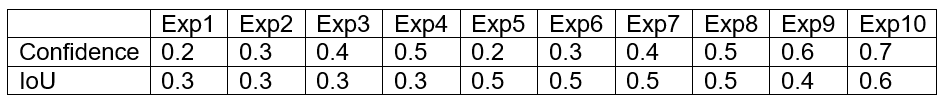 Exp1 Exp2 Exp3 Exp4 Exp5 Exp6 Exp7 Exp8 Exp9 Exp10
Confidence 0.2 0.3 0.4 0.5 0.2 0.3 0.4 0.5 0.6 0.7
IoU 0.3 0.3 0.3 0.3 0.5 0.5 0.5 0.5 0.4 0.6